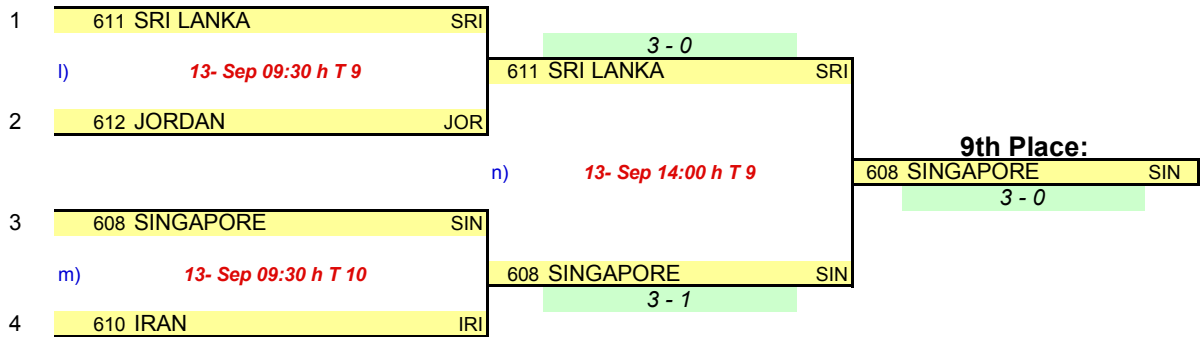 1 611 SRI LANKA SRI
3 - 0
l) 13- Sep 09:30 h T 9 611 SRI LANKA SRI
2 612 JORDAN JOR
9th Place:
n) 13- Sep 14:00 h T 9 608 SINGAPORE SIN
3 - 0
3 608 SINGAPORE SIN
m) 13- Sep 09:30 h T 10 608 SINGAPORE SIN
3 - 1
4 610 IRAN IRI